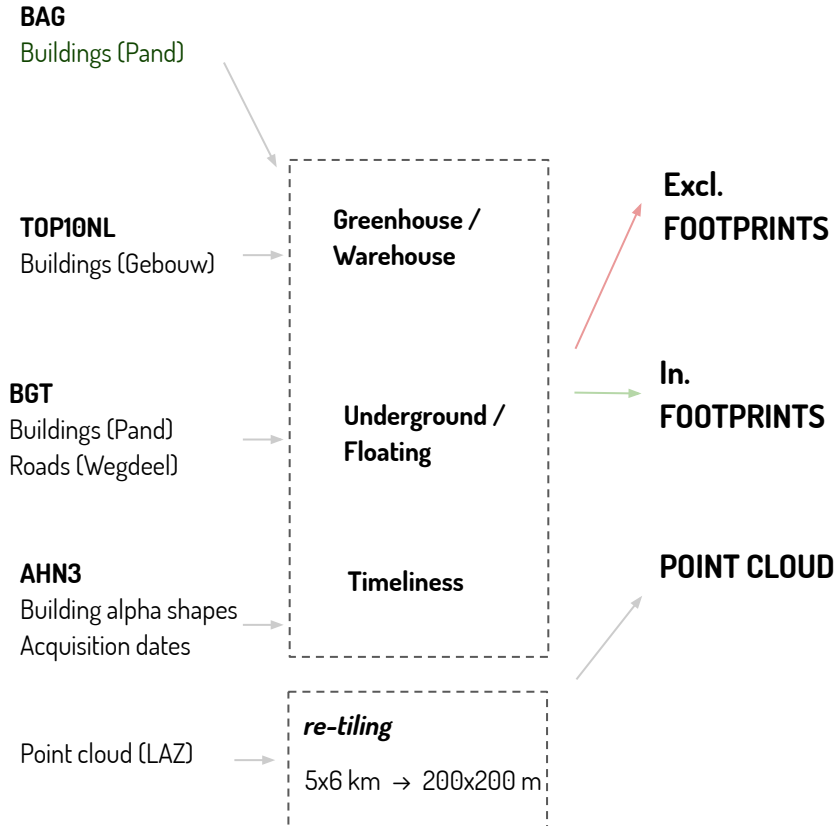 BAG
Buildings (Pand)
TOP10NL
Buildings (Gebouw)
BGT
Buildings (Pand)
Roads (Wegdeel)
AHN3
Building alpha shapes
Acquisition dates
Point cloud (LAZ)
Greenhouse /
Warehouse
Underground /
Floating
Timeliness
re-tiling
5x6 km → 200x200 m
Excl.
FOOTPRINTS
In.
FOOTPRINTS
POINT CLOUD